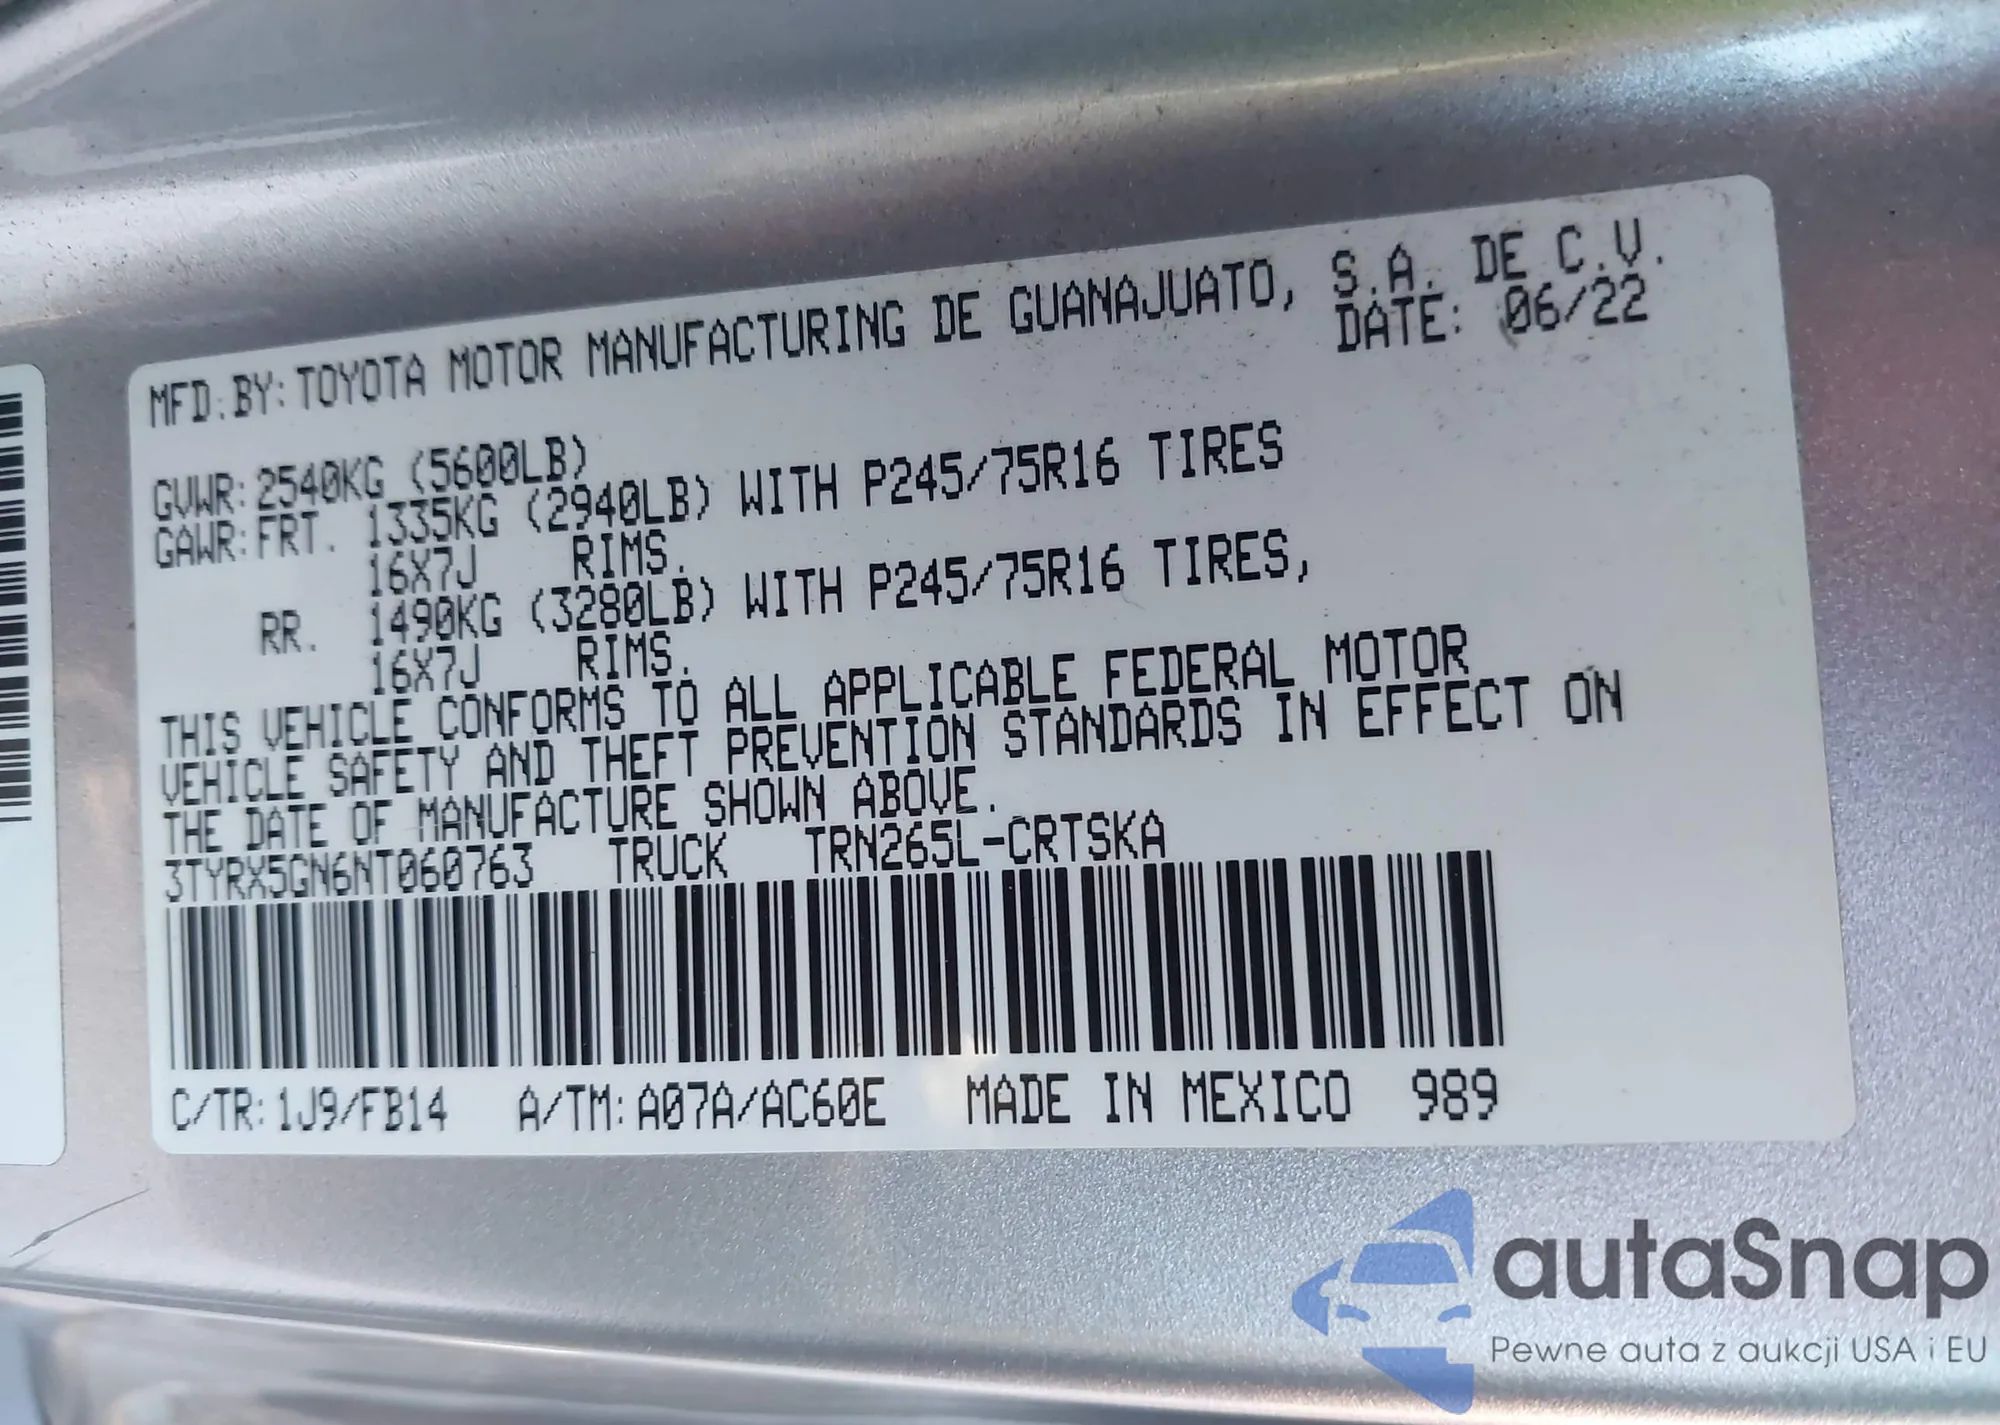 MFD.BY: TOYOTA MOTOR MANUFACTURING DE GUANAJUATO, S.A. DE C.V.
DATE: 06/22
GVWR: 2540KG (5600LB)
GAWR: FRT. 1335KG (2940LB) WITH P245/75R16 TIRES
16X7J RIMS.
RR. 1490KG (3280LB) WITH P245/75R16 TIRES,
16X7J RIMS.
THIS VEHICLE CONFORMS TO ALL APPLICABLE FEDERAL MOTOR
VEHICLE SAFETY AND THEFT PREVENTION STANDARDS IN EFFECT ON
THE DATE OF MANUFACTURE SHOWN ABOVE.
3TYRX5GN6NT060763 TRUCK TRN265L-CRTSKA
C/TR: 1J9/FB14 A/TM: A07A/AC60E MADE IN MEXICO 989
autaSnap
Pewne auta z aukcji USA i EU